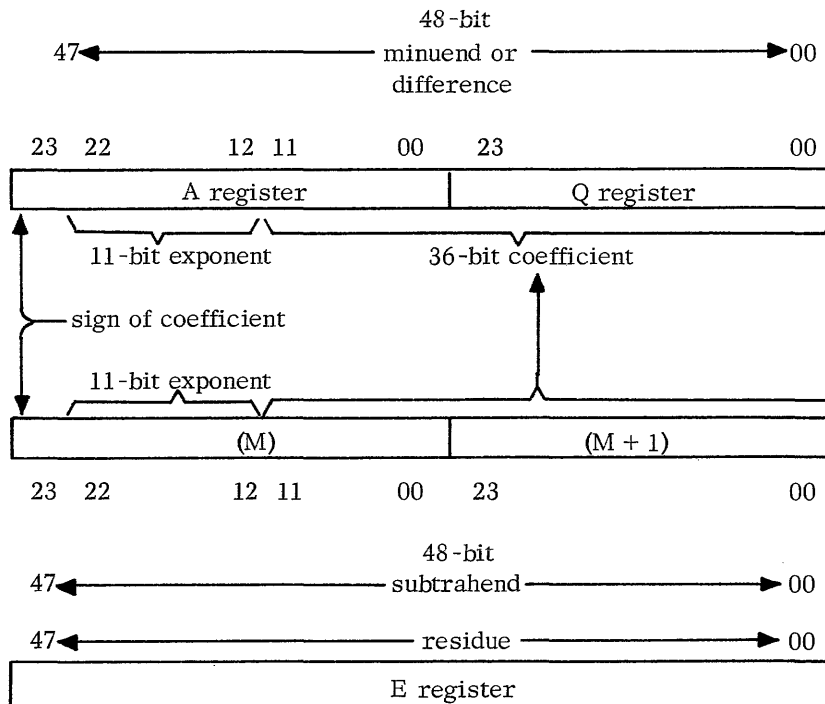 48-bit
47 minuend or 00
difference
23 22 12 11 00 23 00
A register Q register
11-bit exponent 36-bit coefficient
sign of coefficient
11-bit exponent
(M) (M + 1)
23 22 12 11 00 23 00
48-bit
47 subtrahend 00
47 residue 00
E register